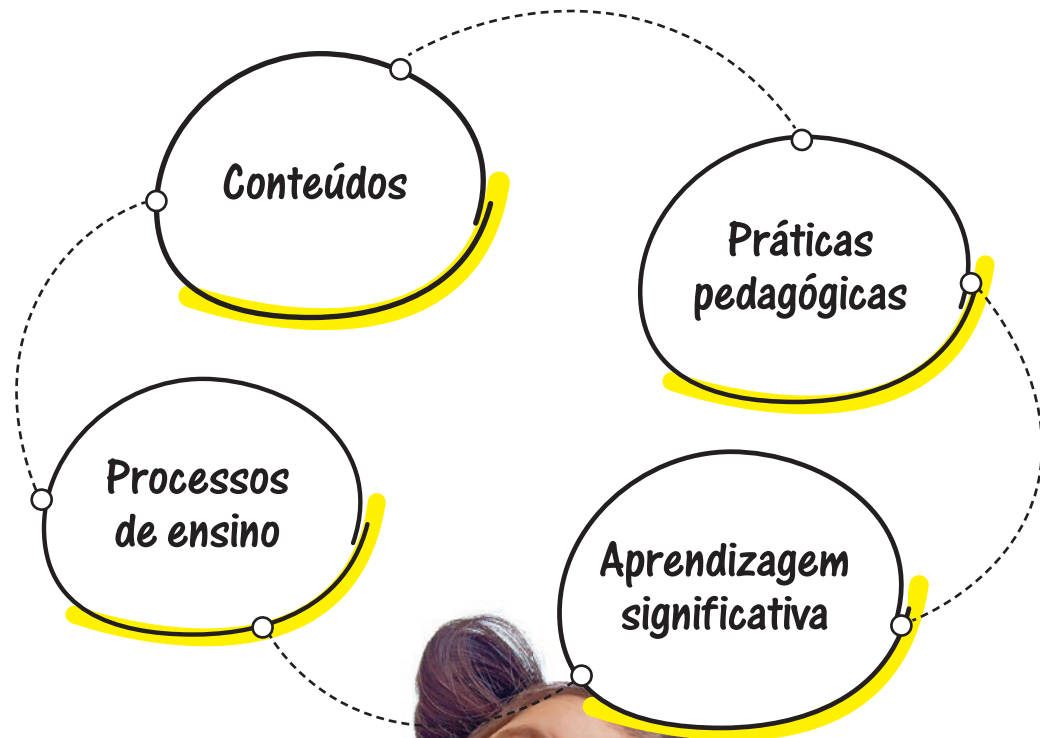 Conteúdos
Práticas
pedagógicas
Processos
de ensino
Aprendizagem
significativa